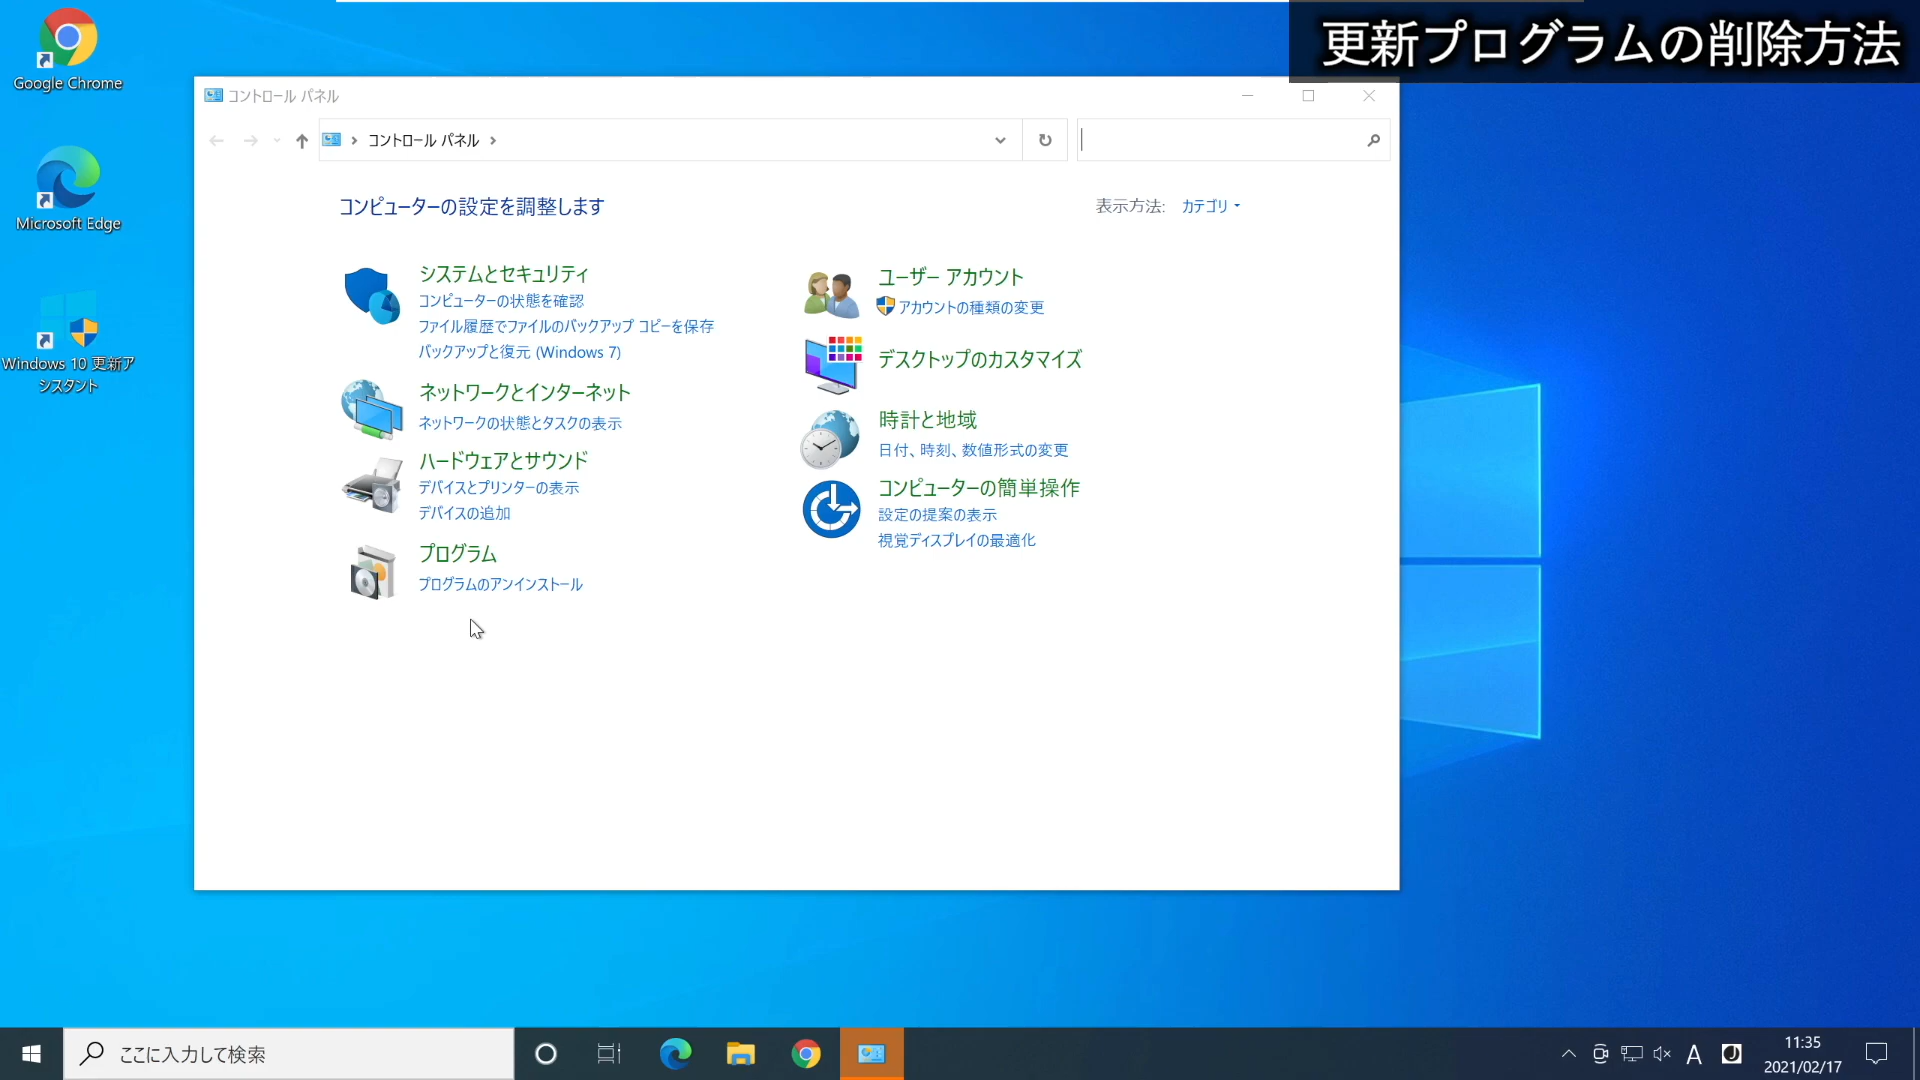 更新プログラムの削除方法
Google Chrome
Microsoft Edge
Windows 10 更新ア
シスタント
コントロール パネル
コントロール パネル
コンピューターの設定を調整します
表示方法: カテゴリ
システムとセキュリティ
コンピューターの状態を確認
ファイル履歴でファイルのバックアップ コピーを保存
バックアップと復元 (Windows 7)
ネットワークとインターネット
ネットワークの状態とタスクの表示
ハードウェアとサウンド
デバイスとプリンターの表示
デバイスの追加
プログラム
プログラムのアンインストール
ユーザー アカウント
アカウントの種類の変更
デスクトップのカスタマイズ
時計と地域
日付、時刻、数値形式の変更
コンピューターの簡単操作
設定の提案の表示
視覚ディスプレイの最適化
ここに入力して検索
A
J
11:35
2021/02/17